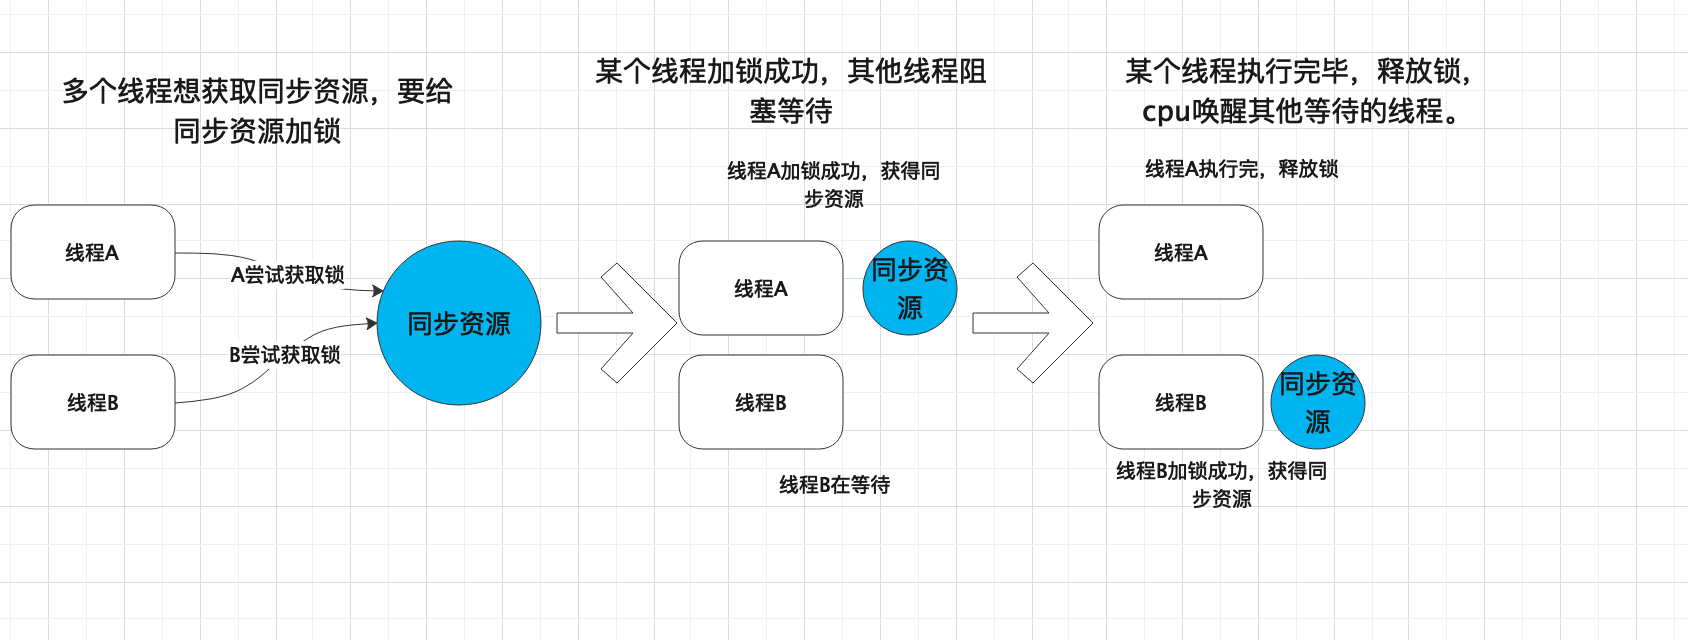 多个线程想获取同步资源，要给
同步资源加锁
线程A
A尝试获取锁
同步资源
B尝试获取锁
线程B
某个线程加锁成功，其他线程阻
塞等待
线程A加锁成功，获得同
步资源
线程A
同步资
源
线程B
线程B在等待
某个线程执行完毕，释放锁，
cpu唤醒其他等待的线程。
线程A执行完，释放锁
线程A
线程B
同步资
源
线程B加锁成功，获得同
步资源